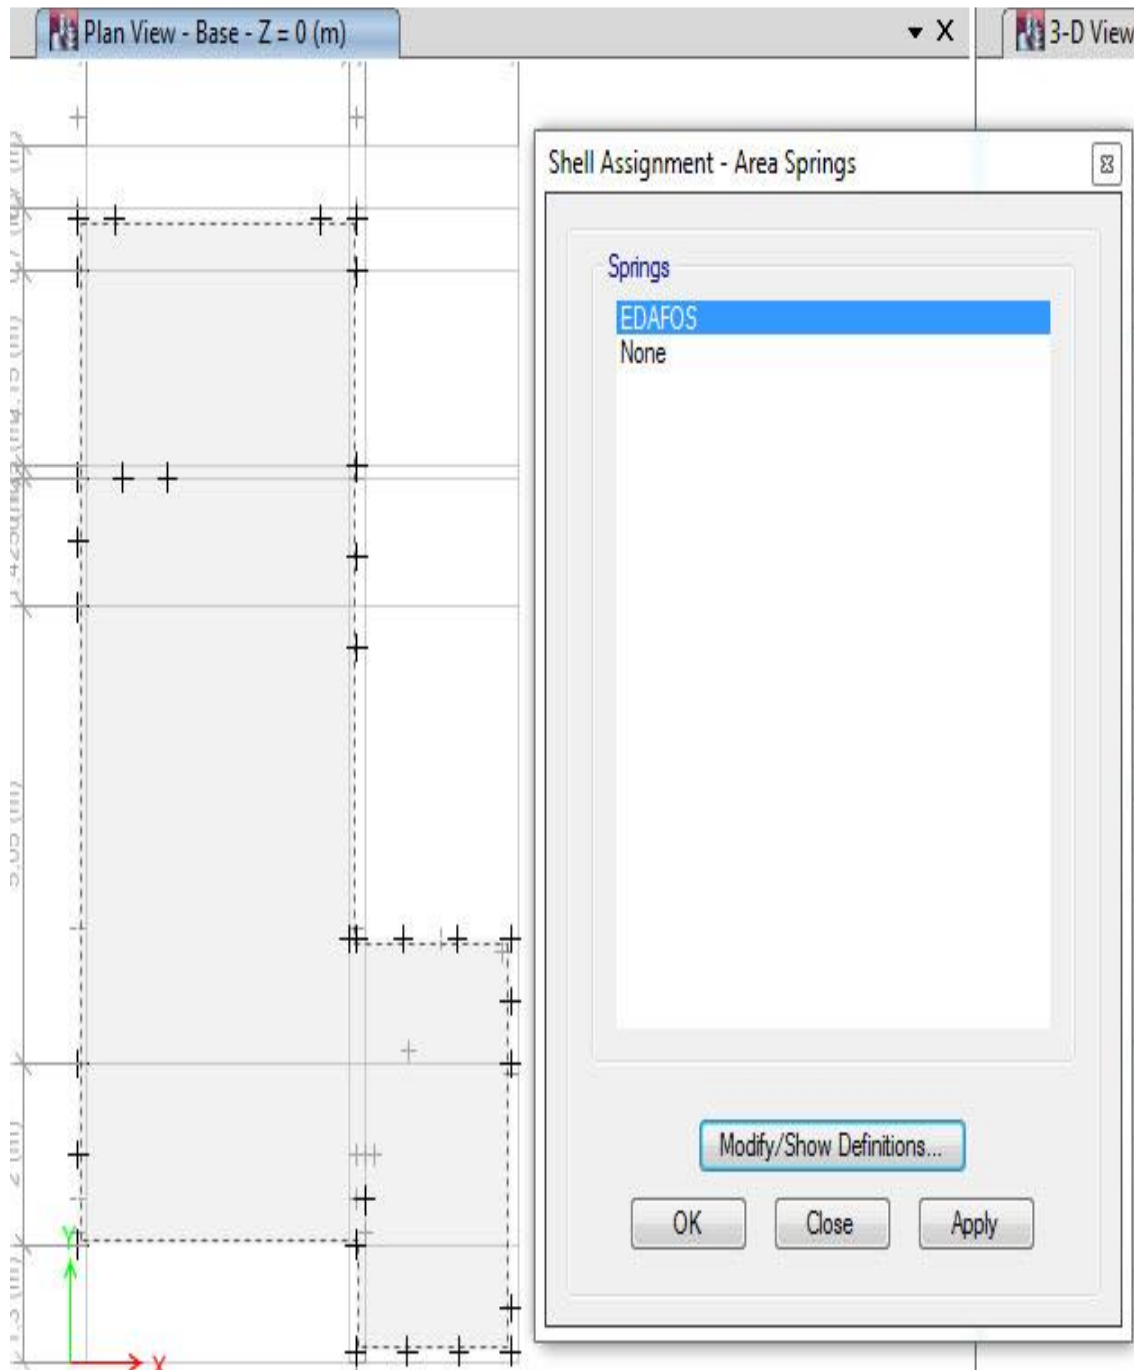 Plan View - Base - Z = 0 (m)
3-D View
Shell Assignment - Area Springs
Springs
EDAFOS
None
Modify/Show Definitions...
OK
Close
Apply
Y
X